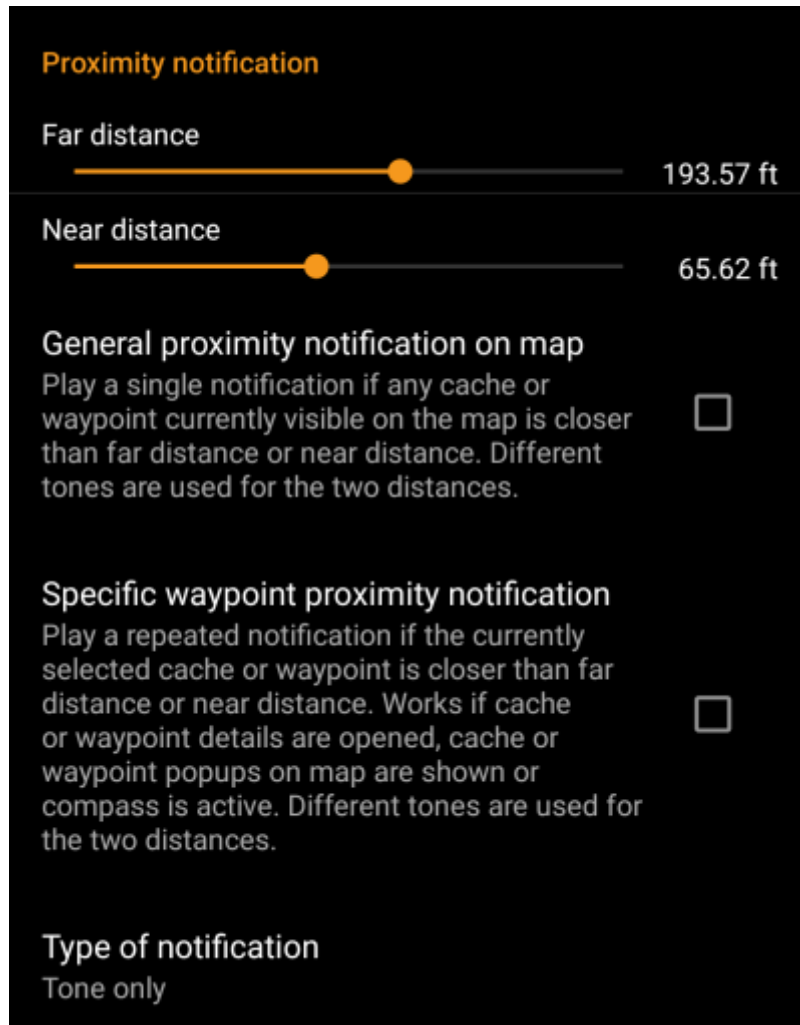 Proximity notification
Far distance
193.57 ft
Near distance
65.62 ft
General proximity notification on map
Play a single notification if any cache or
waypoint currently visible on the map is closer
than far distance or near distance. Different
tones are used for the two distances.
Specific waypoint proximity notification
Play a repeated notification if the currently
selected cache or waypoint is closer than far
distance or near distance. Works if cache
or waypoint details are opened, cache or
waypoint popups on map are shown or
compass is active. Different tones are used for
the two distances.
Type of notification
Tone only